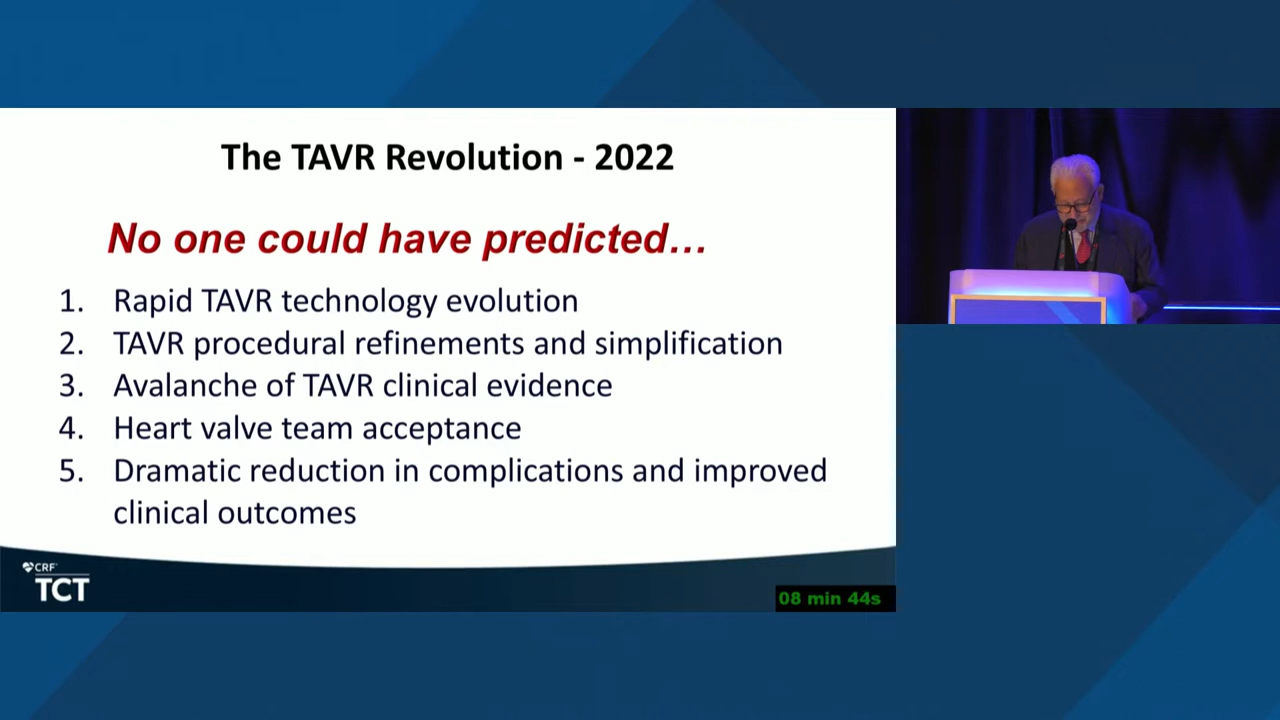 The TAVR Revolution - 2022
No one could have predicted…
1. Rapid TAVR technology evolution
2. TAVR procedural refinements and simplification
3. Avalanche of TAVR clinical evidence
4. Heart valve team acceptance
5. Dramatic reduction in complications and improved
clinical outcomes
CRF
TCT
08 min 44s